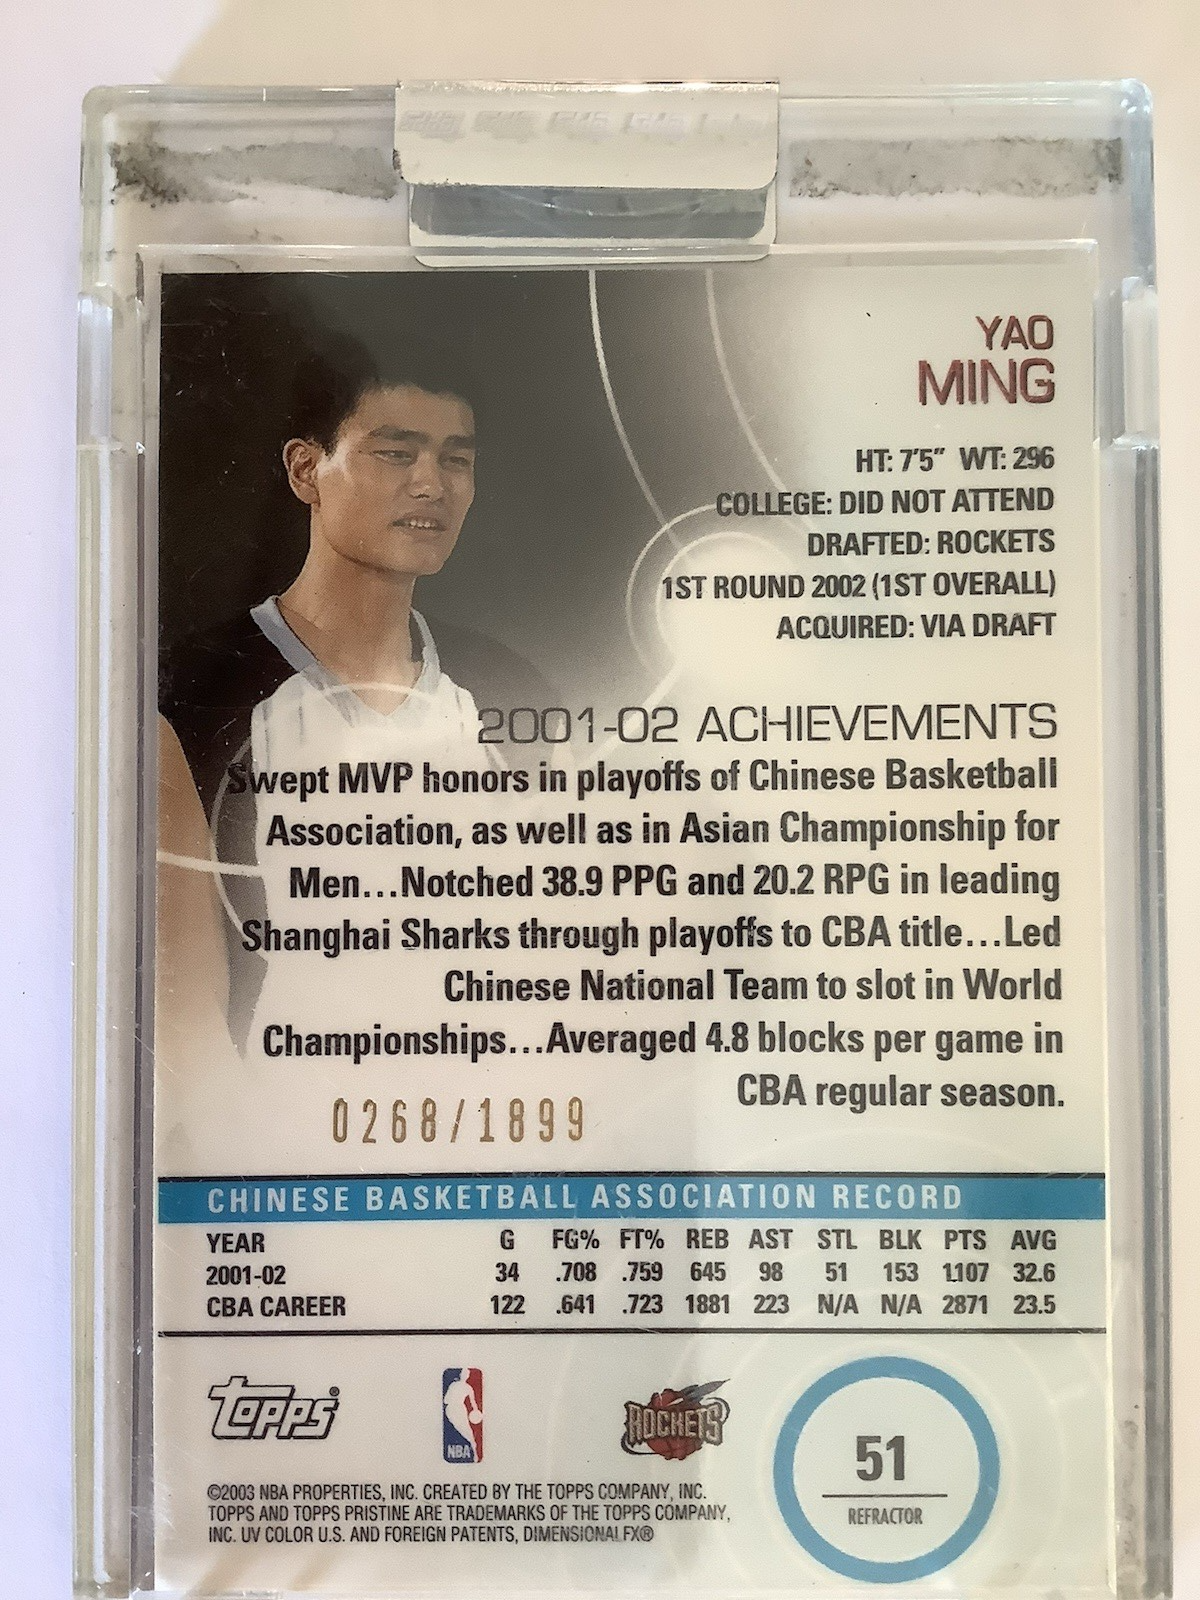 YAO
MING
HT: 7'5" WT: 296
COLLEGE: DID NOT ATTEND
DRAFTED: ROCKETS
1ST ROUND 2002 (1ST OVERALL)
ACQUIRED: VIA DRAFT
2001-02 ACHIEVEMENTS
Swept MVP honors in playoffs of Chinese Basketball
Association, as well as in Asian Championship for
Men...Notched 38.9 PPG and 20.2 RPG in leading
Shanghai Sharks through playoffs to CBA title...Led
Chinese National Team to slot in World
Championships...Averaged 4.8 blocks per game in
CBA regular season.
0268/1899
CHINESE BASKETBALL ASSOCIATION RECORD
YEAR G FG% FT% REB AST STL BLK PTS AVG
2001-02 34 .708 .759 645 98 51 153 1107 32.6
CBA CAREER 122 .641 .723 1881 223 N/A N/A 2871 23.5
Topps®
NBA
ROCKETS
51
REFRACTOR
©2003 NBA PROPERTIES, INC. CREATED BY THE TOPPS COMPANY, INC.
TOPPS AND TOPPS PRISTINE ARE TRADEMARKS OF THE TOPPS COMPANY,
INC. UV COLOR U.S. AND FOREIGN PATENTS, DIMENSIONALFX®